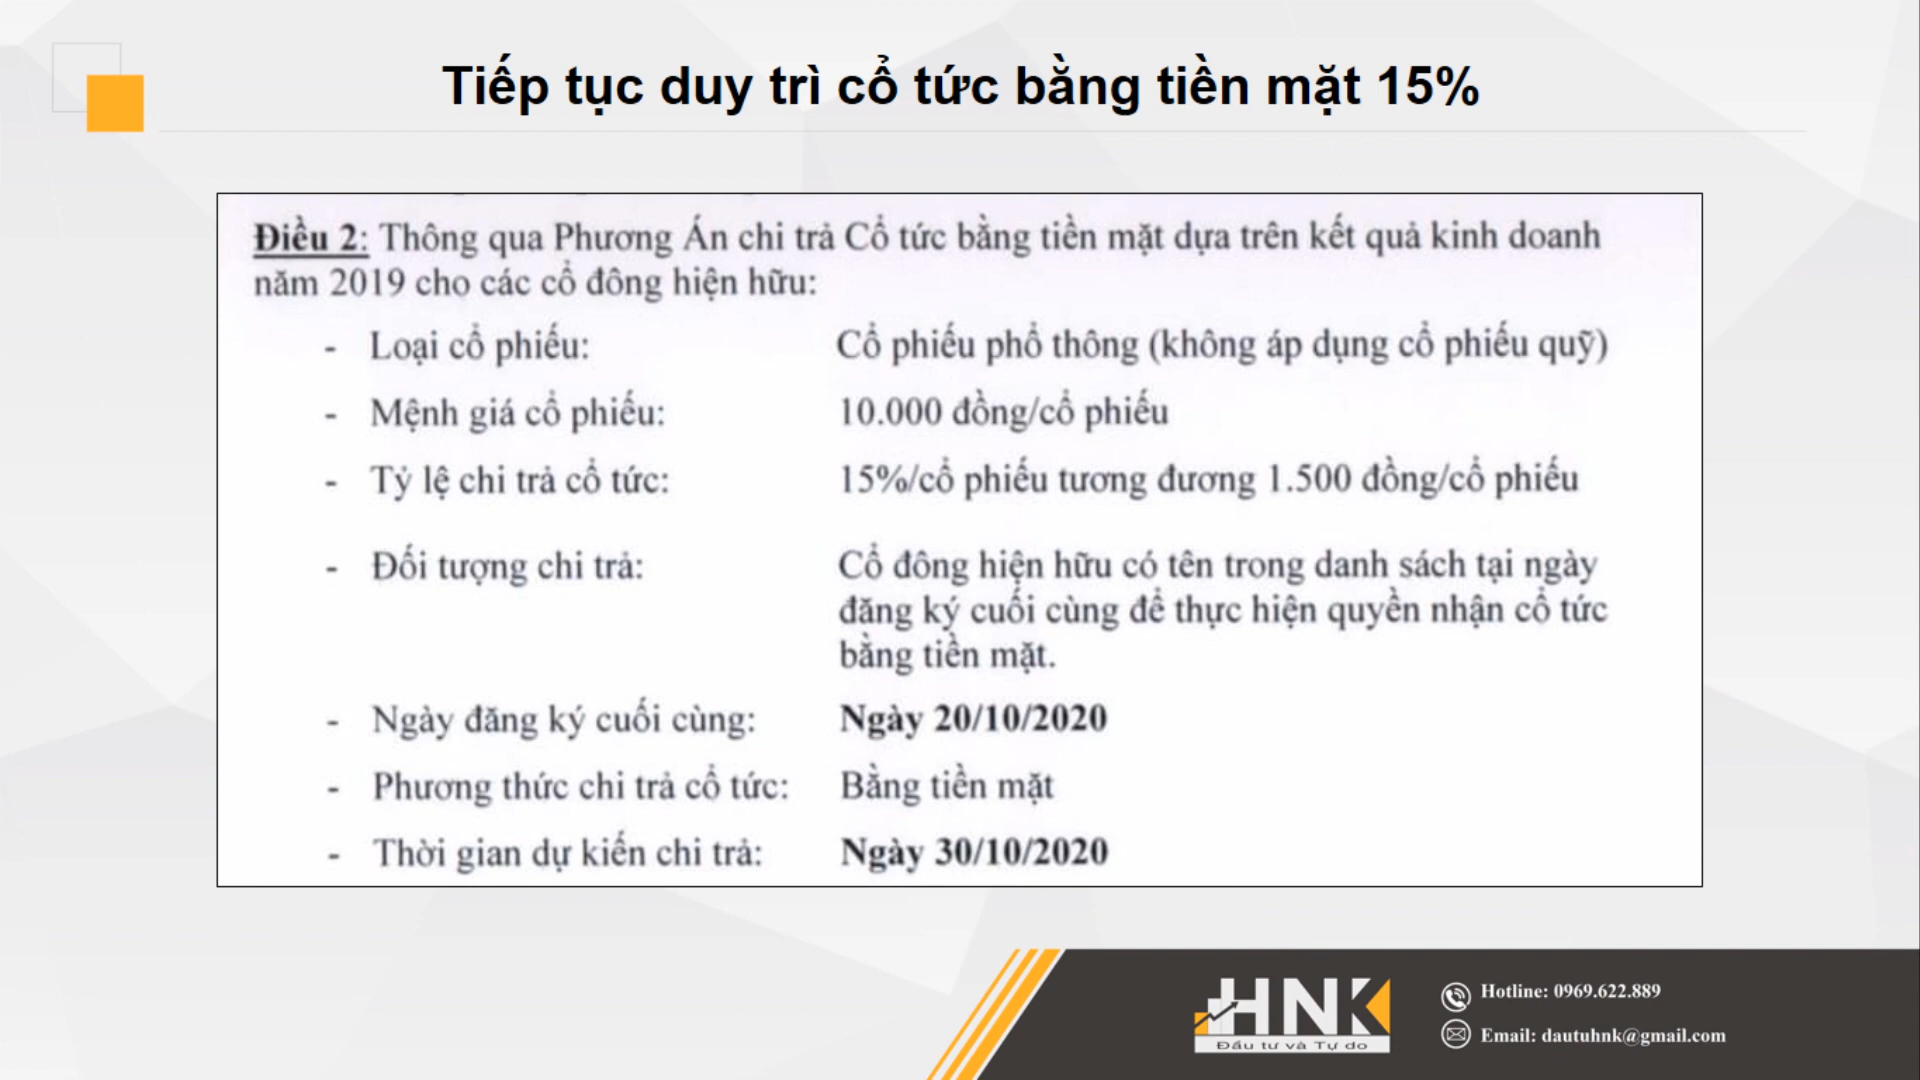 Tiếp tục duy trì cổ tức bằng tiền mặt 15%
Điều 2: Thông qua Phương Án chi trả Cổ tức bằng tiền mặt dựa trên kết quả kinh doanh
năm 2019 cho các cổ đông hiện hữu:
- Loại cổ phiếu: Cổ phiếu phổ thông (không áp dụng cổ phiếu quỹ)
- Mệnh giá cổ phiếu: 10.000 đồng/cổ phiếu
- Tỷ lệ chi trả cổ tức: 15%/cổ phiếu tương đương 1.500 đồng/cổ phiếu
- Đối tượng chi trả: Cổ đông hiện hữu có tên trong danh sách tại ngày
đăng ký cuối cùng để thực hiện quyền nhận cổ tức
bằng tiền mặt.
- Ngày đăng ký cuối cùng: Ngày 20/10/2020
- Phương thức chi trả cổ tức: Bằng tiền mặt
- Thời gian dự kiến chi trả: Ngày 30/10/2020
HNK
Đầu tư và Tự do
Hotline: 0969.622.889
Email: dautuhnk@gmail.com